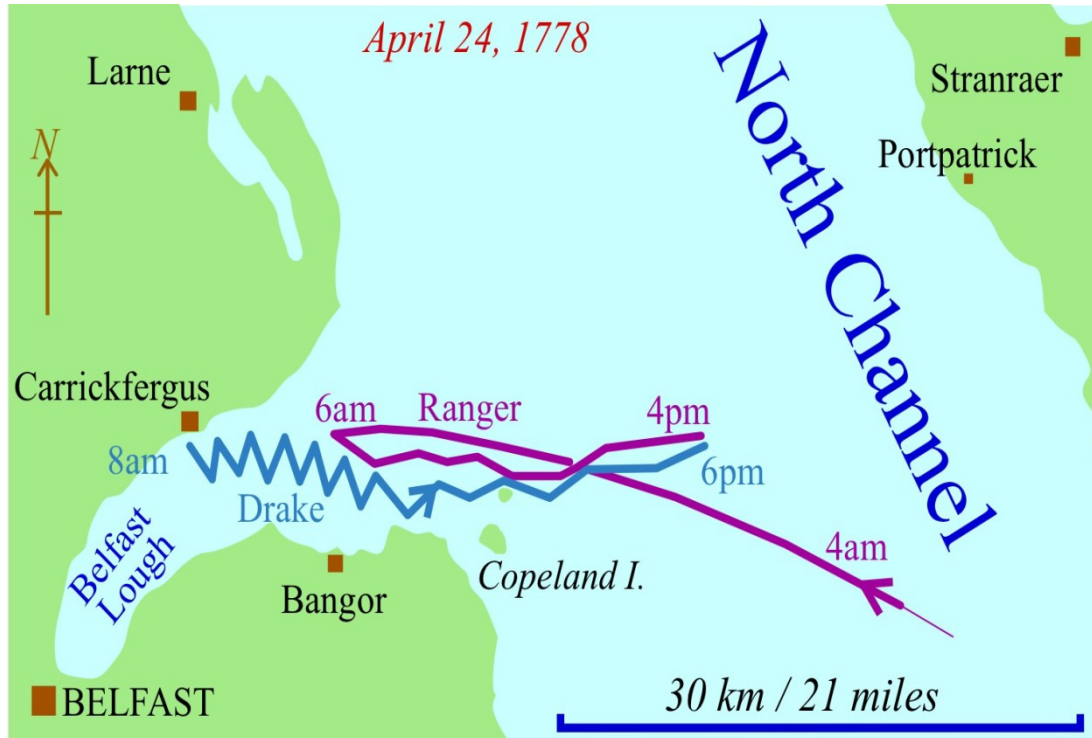 April 24, 1778
Larne
Stranraer
N
Portpatrick
North Channel
Carrickfergus
6am
Ranger
4pm
8am
6pm
Drake
Belfast
Lough
4am
Copeland I.
Bangor
BELFAST
30 km / 21 miles